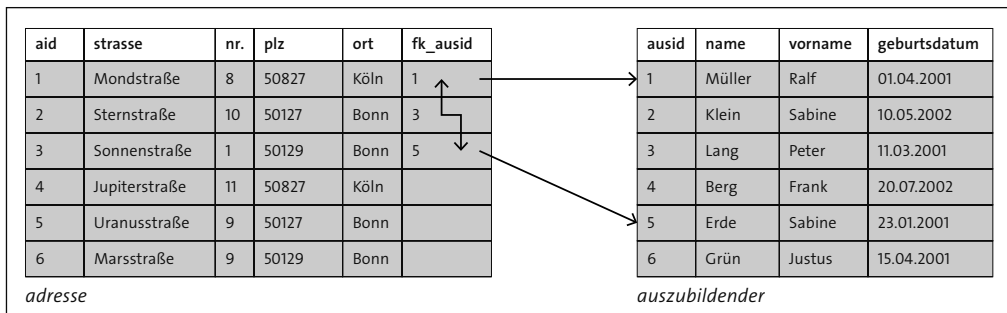 aid strasse nr. plz ort fk_ausid
1 Mondstraße 8 50827 Köln 1
2 Sternstraße 10 50127 Bonn 3
3 Sonnenstraße 1 50129 Bonn 5
4 Jupiterstraße 11 50827 Köln
5 Uranusstraße 9 50127 Bonn
6 Marsstraße 9 50129 Bonn
adresse
ausid name vorname geburtsdatum
1 Müller Ralf 01.04.2001
2 Klein Sabine 10.05.2002
3 Lang Peter 11.03.2001
4 Berg Frank 20.07.2002
5 Erde Sabine 23.01.2001
6 Grün Justus 15.04.2001
auszubildender